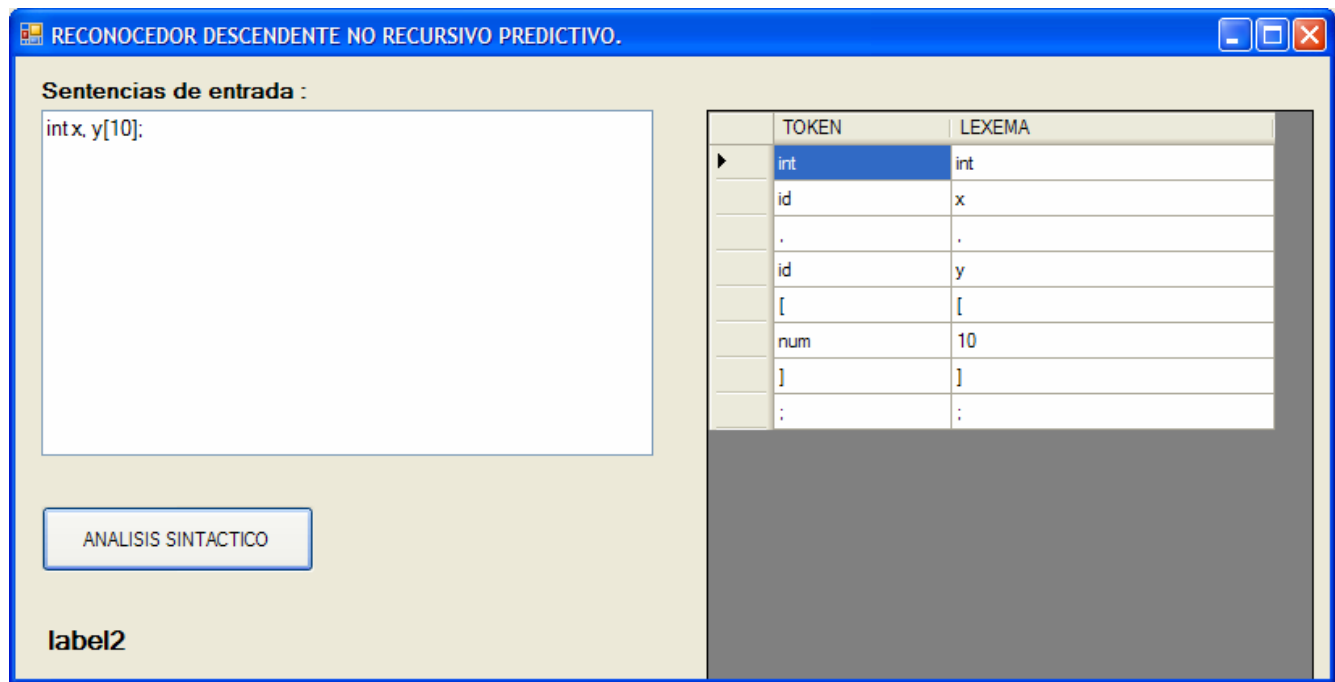 RECONOCEDOR DESCENDENTE NO RECURSIVO PREDICTIVO.
Sentencias de entrada :
int x, y[10];
TOKEN LEXEMA
int int
id x
, ,
id y
[ [
num 10
] ]
; ;
ANALISIS SINTACTICO
label2